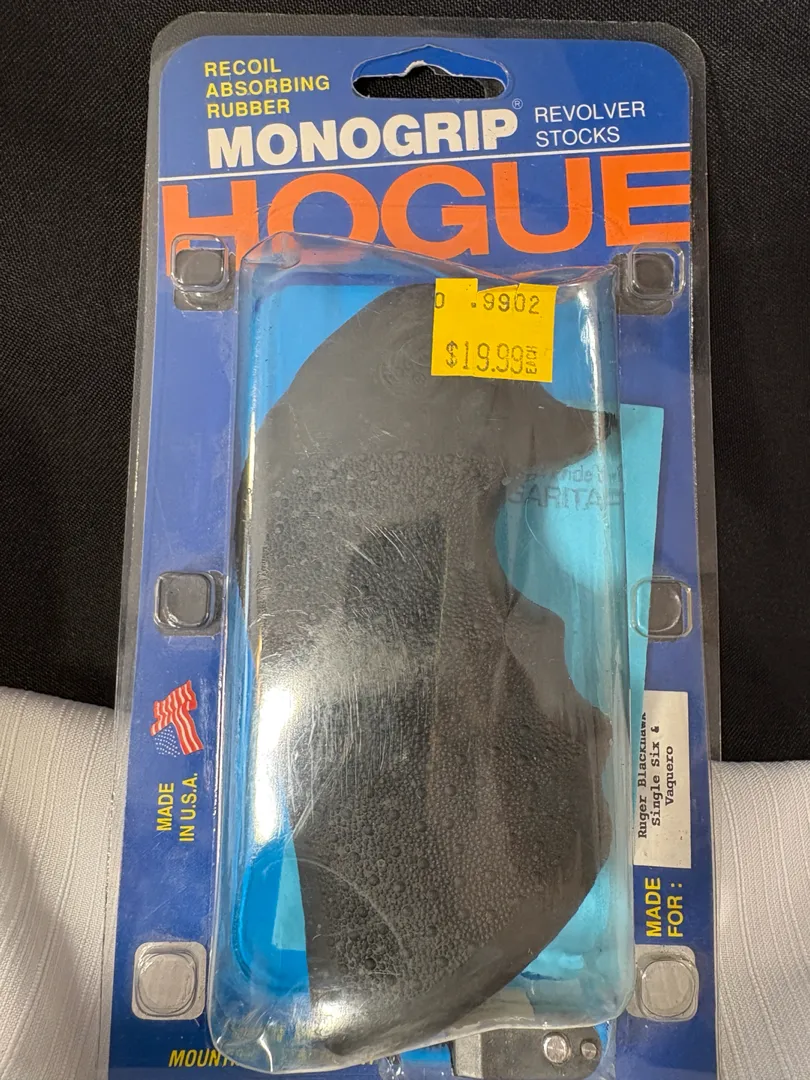 RECOIL
ABSORBING
RUBBER
MONOGRIP® REVOLVER
STOCKS
HOGUE
.9902
$19.99 EACH
MADE
IN U.S.A.
Ruger Blackhawk
Single Six &
Vaquero
MADE
FOR: